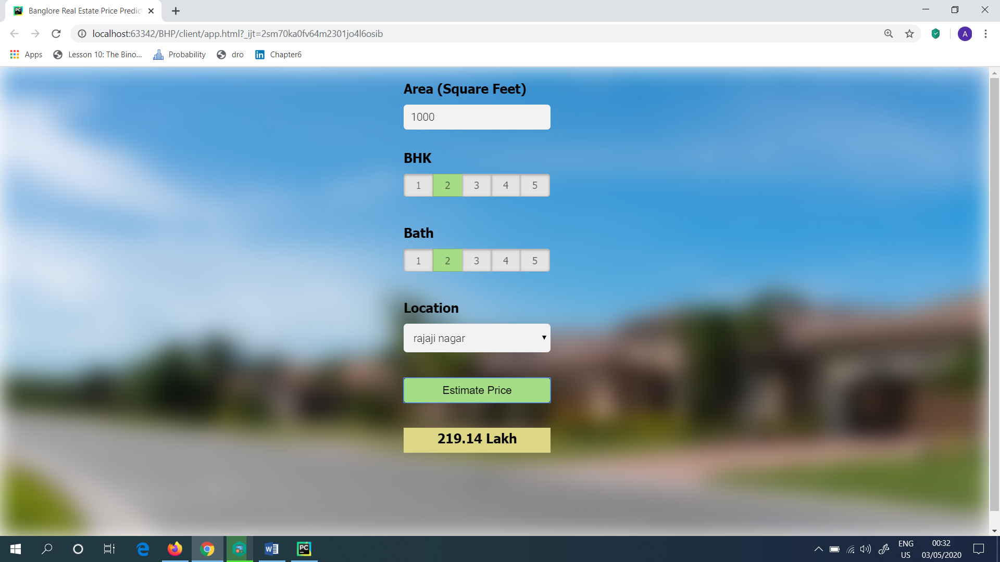 Banglore Real Estate Price Predic
localhost:63342/BHP/client/app.html?_ijt=2sm70ka0fv64m2301jo4l6osib
A
Apps
Lesson 10: The Bino...
Probability
dro
in
Chapter6
Area (Square Feet)
1000
BHK
1 2 3 4 5
Bath
1 2 3 4 5
Location
rajaji nagar
Estimate Price
219.14 Lakh
PC
ENG
US
00:32
03/05/2020